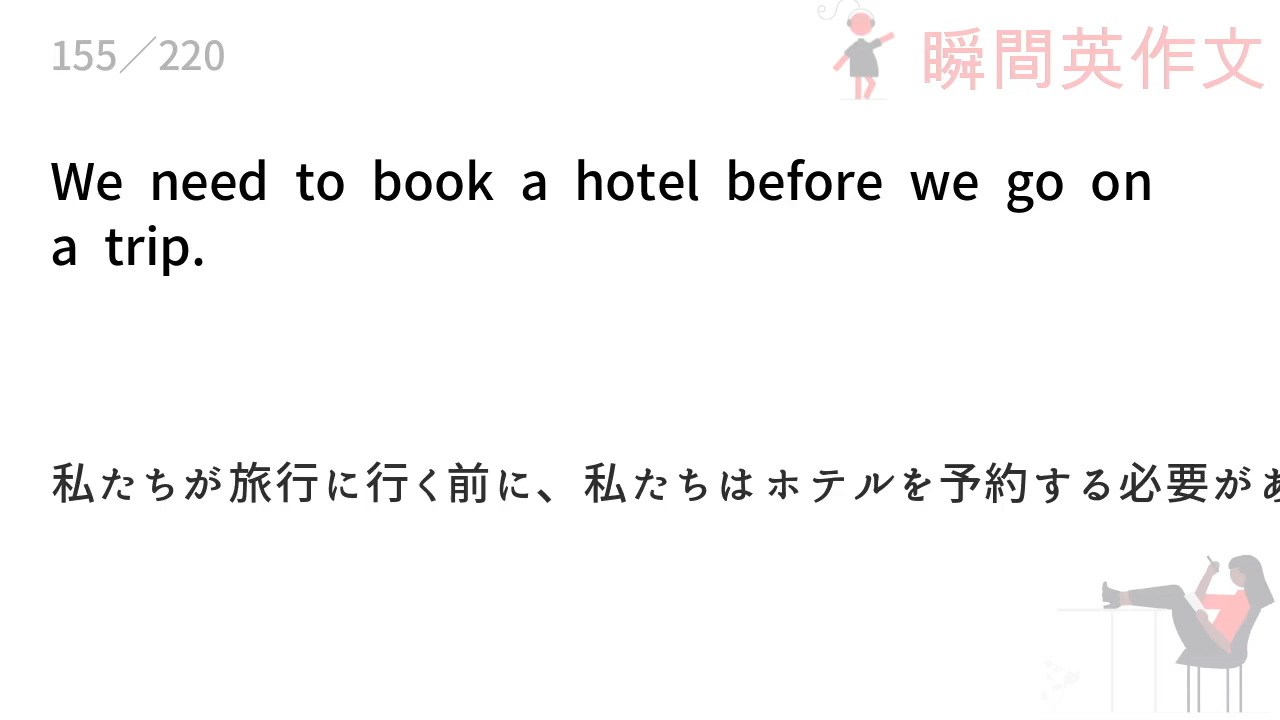 155／220
瞬間英作文
We need to book a hotel before we go on
a trip.
私たちが旅行に行く前に、私たちはホテルを予約する必要があ